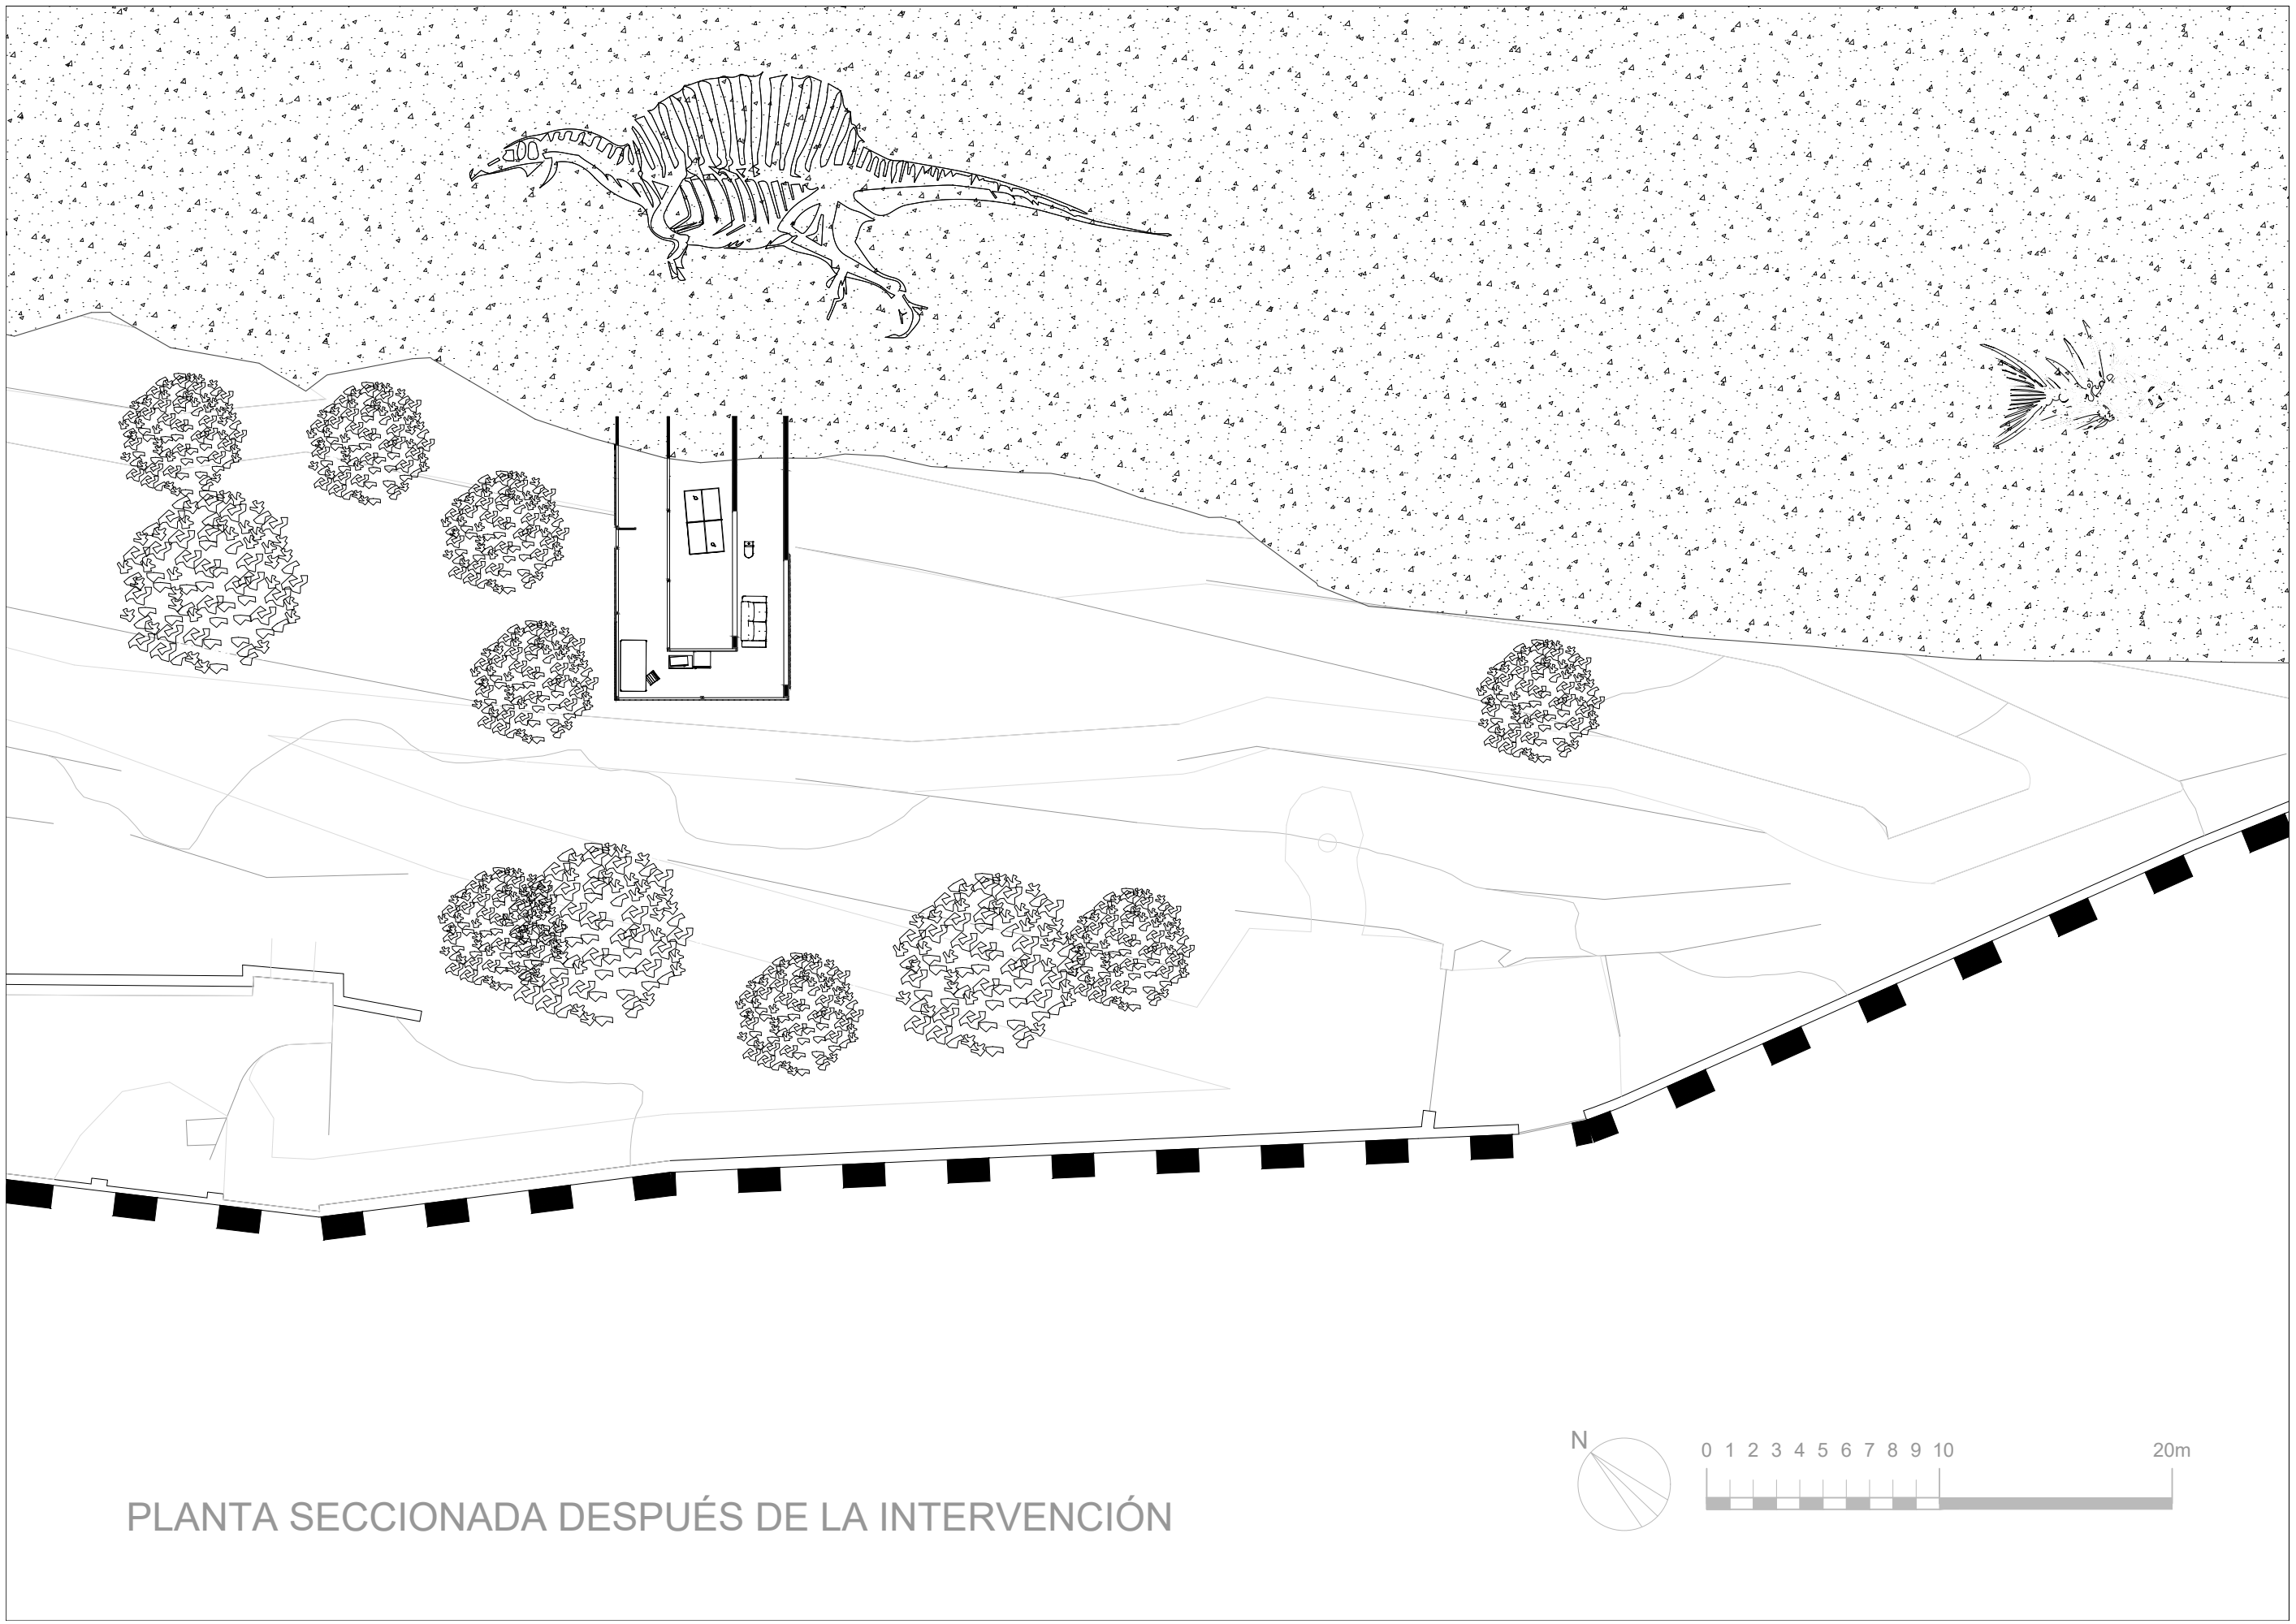 N
0 1 2 3 4 5 6 7 8 9 10 20m
PLANTA SECCIONADA DESPUÉS DE LA INTERVENCIÓN